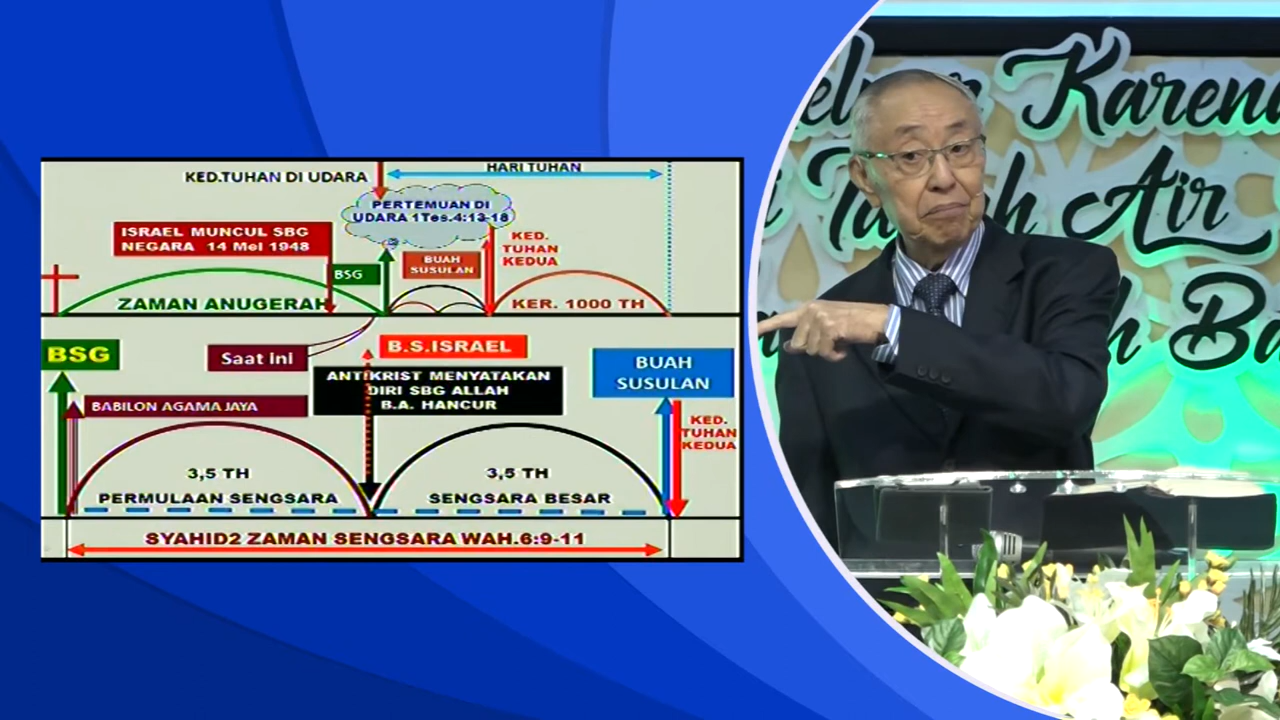 HARI TUHAN
KED.TUHAN DI UDARA
PERTEMUAN DI
UDARA 1Tes.4:13-18
ISRAEL MUNCUL SBG
NEGARA 14 Mei 1948
KED.
TUHAN
KEDUA
BSG
BUAH
SUSULAN
ZAMAN ANUGERAH
KER. 1000 TH
BSG
Saat ini
B.S.ISRAEL
ANTIKRIST MENYATAKAN
DIRI SBG ALLAH
B.A. HANCUR
BUAH
SUSULAN
BABILON AGAMA JAYA
KED.
TUHAN
KEDUA
3,5 TH
3,5 TH
PERMULAAN SENGSARA
SENGSARA BESAR
SYAHID2 ZAMAN SENGSARA WAH.6:9-11
Karena
Air